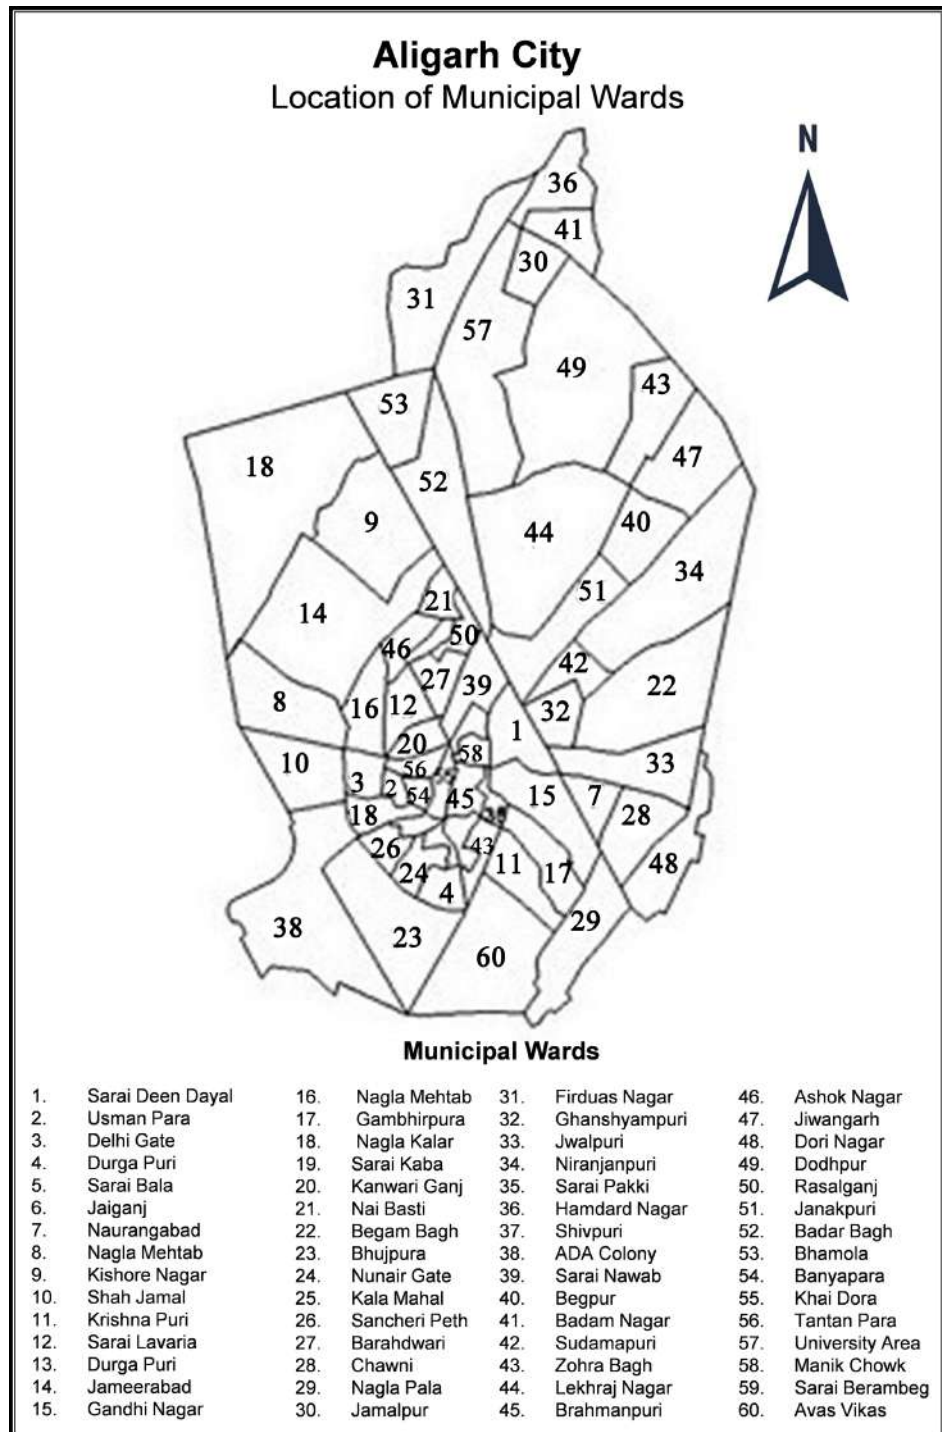 Aligarh City
Location of Municipal Wards
N
36
41
30
31
57
49
43
53
47
18
52
9
44
40
34
51
14
21
50
46
42
27
39
22
8
16
12
32
1
20
58
10
33
56
3
2
54
45
15
7
18
28
26
43
11
17
48
24
4
29
38
23
60
Municipal Wards
1. Sarai Deen Dayal
2. Usman Para
3. Delhi Gate
4. Durga Puri
5. Sarai Bala
6. Jaiganj
7. Naurangabad
8. Nagla Mehtab
9. Kishore Nagar
10. Shah Jamal
11. Krishna Puri
12. Sarai Lavaria
13. Durga Puri
14. Jameerabad
15. Gandhi Nagar
16. Nagla Mehtab
17. Gambhirpura
18. Nagla Kalar
19. Sarai Kaba
20. Kanwari Ganj
21. Nai Basti
22. Begam Bagh
23. Bhujpura
24. Nunair Gate
25. Kala Mahal
26. Sancheri Peth
27. Barahdwari
28. Chawni
29. Nagla Pala
30. Jamalpur
31. Firduas Nagar
32. Ghanshyampuri
33. Jwalpuri
34. Niranjanpuri
35. Sarai Pakki
36. Hamdard Nagar
37. Shivpuri
38. ADA Colony
39. Sarai Nawab
40. Begpur
41. Badam Nagar
42. Sudamapuri
43. Zohra Bagh
44. Lekhraj Nagar
45. Brahmanpuri
46. Ashok Nagar
47. Jiwangarh
48. Dori Nagar
49. Dodhpur
50. Rasalganj
51. Janakpuri
52. Badar Bagh
53. Bhamola
54. Banyapara
55. Khai Dora
56. Tantan Para
57. University Area
58. Manik Chowk
59. Sarai Berambeg
60. Avas Vikas